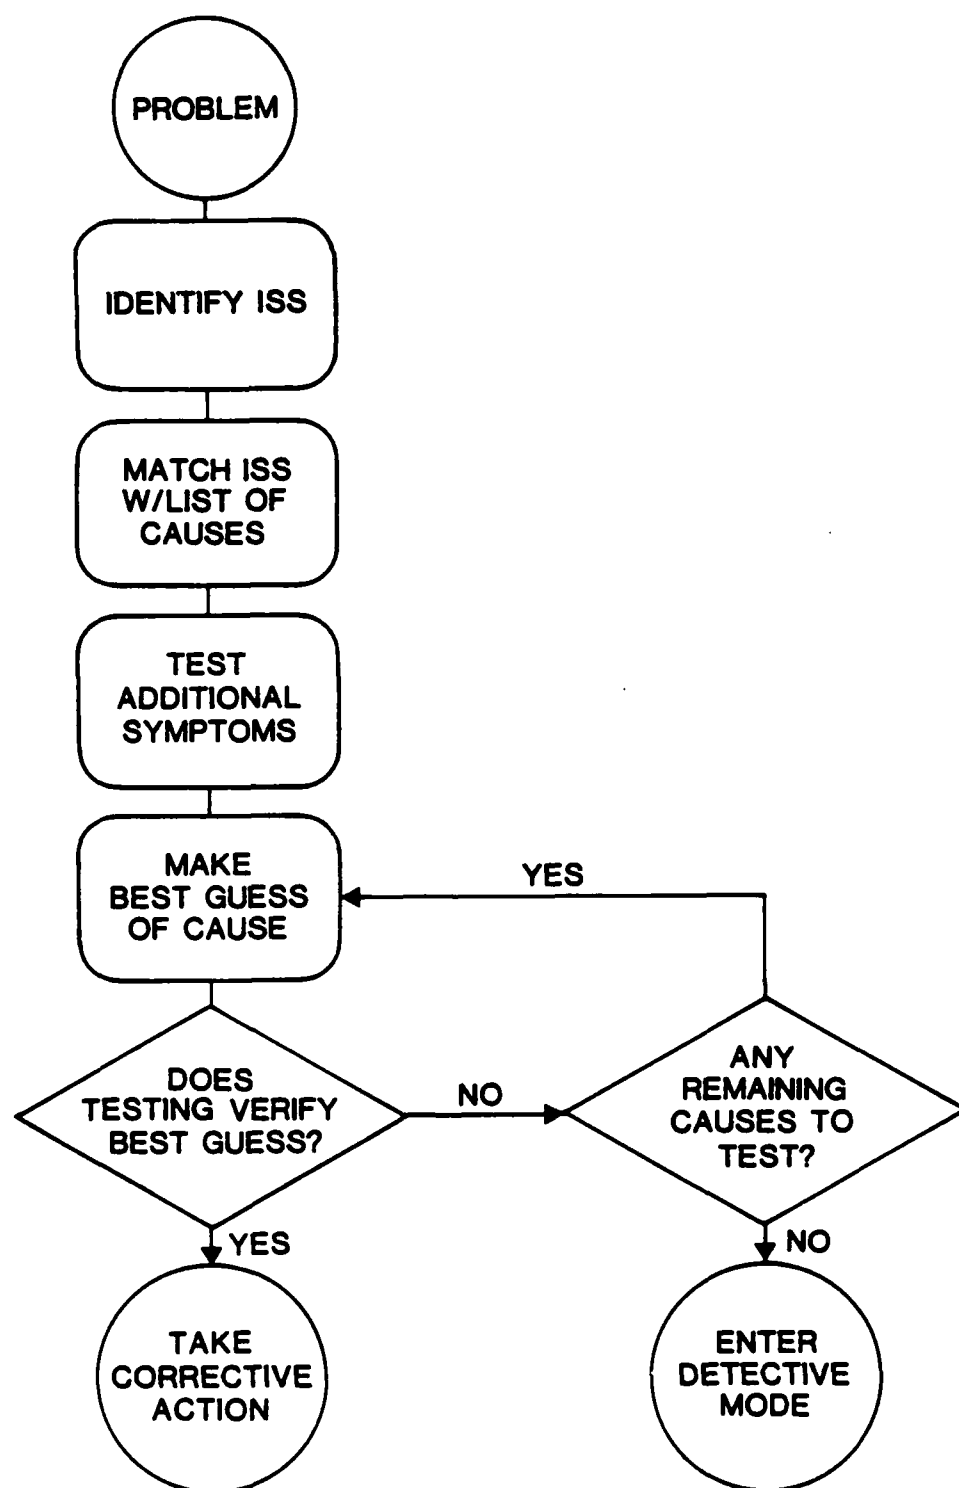 PROBLEM
IDENTIFY ISS
MATCH ISS
W/LIST OF
CAUSES
TEST
ADDITIONAL
SYMPTOMS
MAKE
BEST GUESS
OF CAUSE
YES
DOES
TESTING VERIFY
BEST GUESS?
NO
ANY
REMAINING
CAUSES TO
TEST?
YES
NO
TAKE
CORRECTIVE
ACTION
ENTER
DETECTIVE
MODE